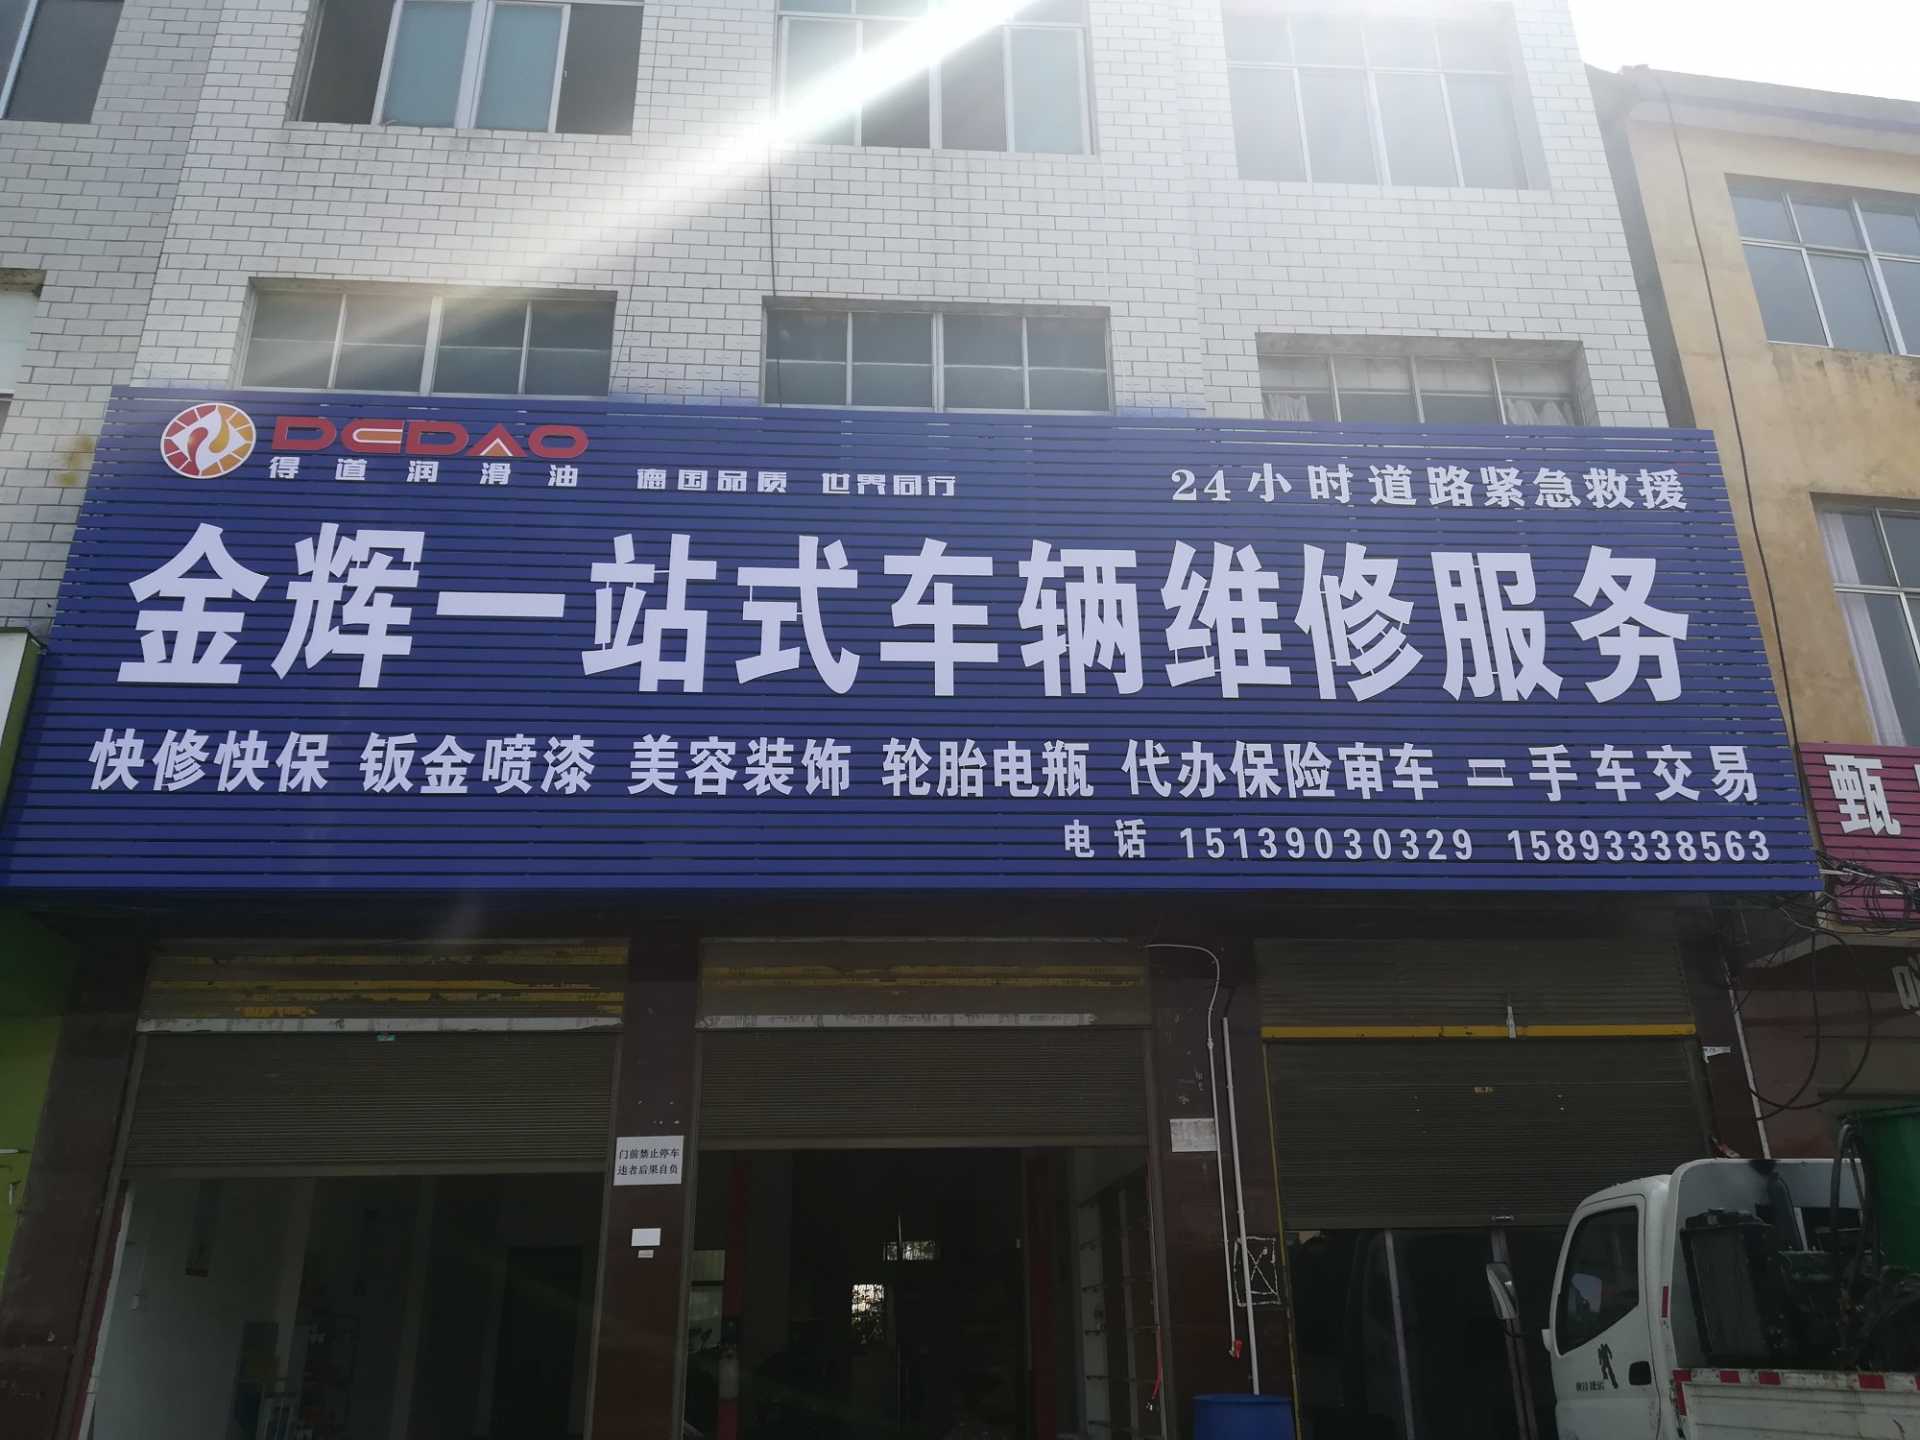 DEDAO
得道润滑油 德国品质 世界同行
24小时道路紧急救援
金辉一站式车辆维修服务
快修快保 钣金喷漆 美容装饰 轮胎电瓶 代办保险审车 二手车交易
电话 15139030329 15893338563
甄
门前禁止停车
违者后果自负